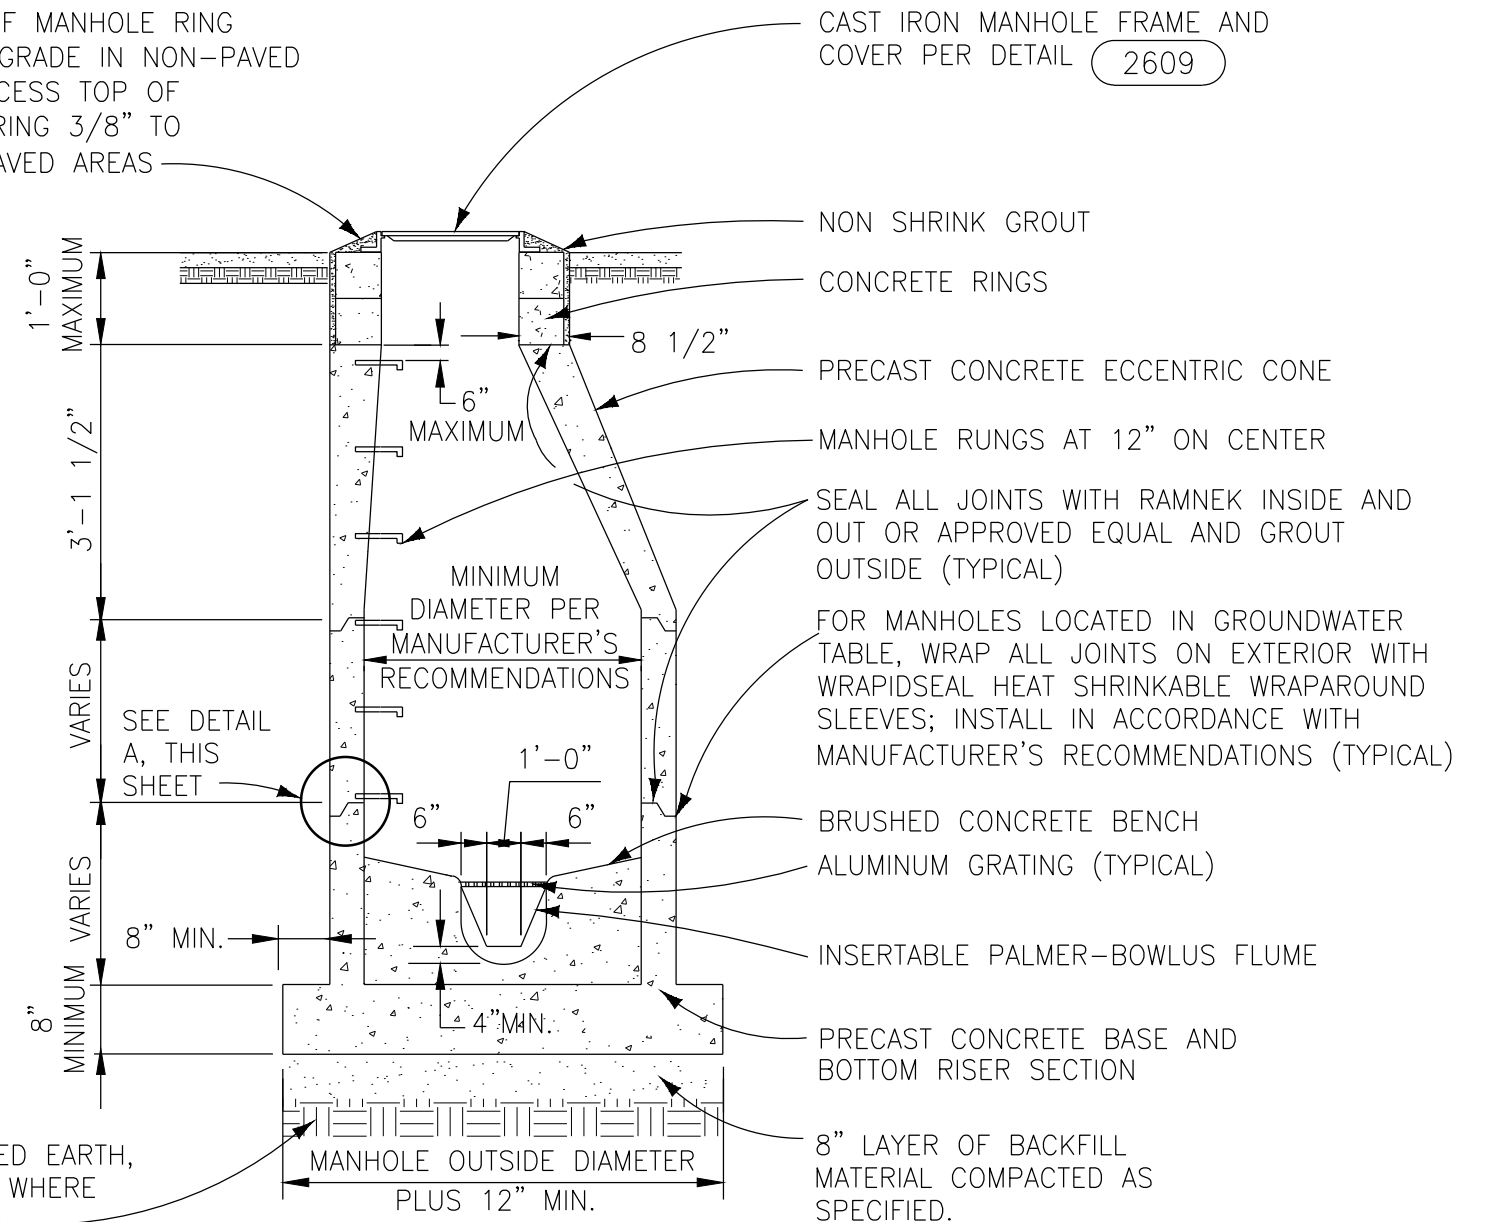 F MANHOLE RING
GRADE IN NON-PAVED
CESS TOP OF
RING 3/8" TO
AVED AREAS
CAST IRON MANHOLE FRAME AND
COVER PER DETAIL 2609
NON SHRINK GROUT
CONCRETE RINGS
1'-0"
MAXIMUM
8 1/2"
PRECAST CONCRETE ECCENTRIC CONE
6"
MAXIMUM
MANHOLE RUNGS AT 12" ON CENTER
3'-1 1/2"
SEAL ALL JOINTS WITH RAMNEK INSIDE AND
OUT OR APPROVED EQUAL AND GROUT
OUTSIDE (TYPICAL)
MINIMUM
DIAMETER PER
MANUFACTURER'S
RECOMMENDATIONS
FOR MANHOLES LOCATED IN GROUNDWATER
TABLE, WRAP ALL JOINTS ON EXTERIOR WITH
WRAPIDSEAL HEAT SHRINKABLE WRAPAROUND
SLEEVES; INSTALL IN ACCORDANCE WITH
MANUFACTURER'S RECOMMENDATIONS (TYPICAL)
VARIES
SEE DETAIL
A, THIS
SHEET
1'-0"
6"
6"
BRUSHED CONCRETE BENCH
ALUMINUM GRATING (TYPICAL)
VARIES
8" MIN.
INSERTABLE PALMER-BOWLUS FLUME
8"
MINIMUM
4"MIN.
PRECAST CONCRETE BASE AND
BOTTOM RISER SECTION
ED EARTH,
WHERE
MANHOLE OUTSIDE DIAMETER
PLUS 12" MIN.
8" LAYER OF BACKFILL
MATERIAL COMPACTED AS
SPECIFIED.